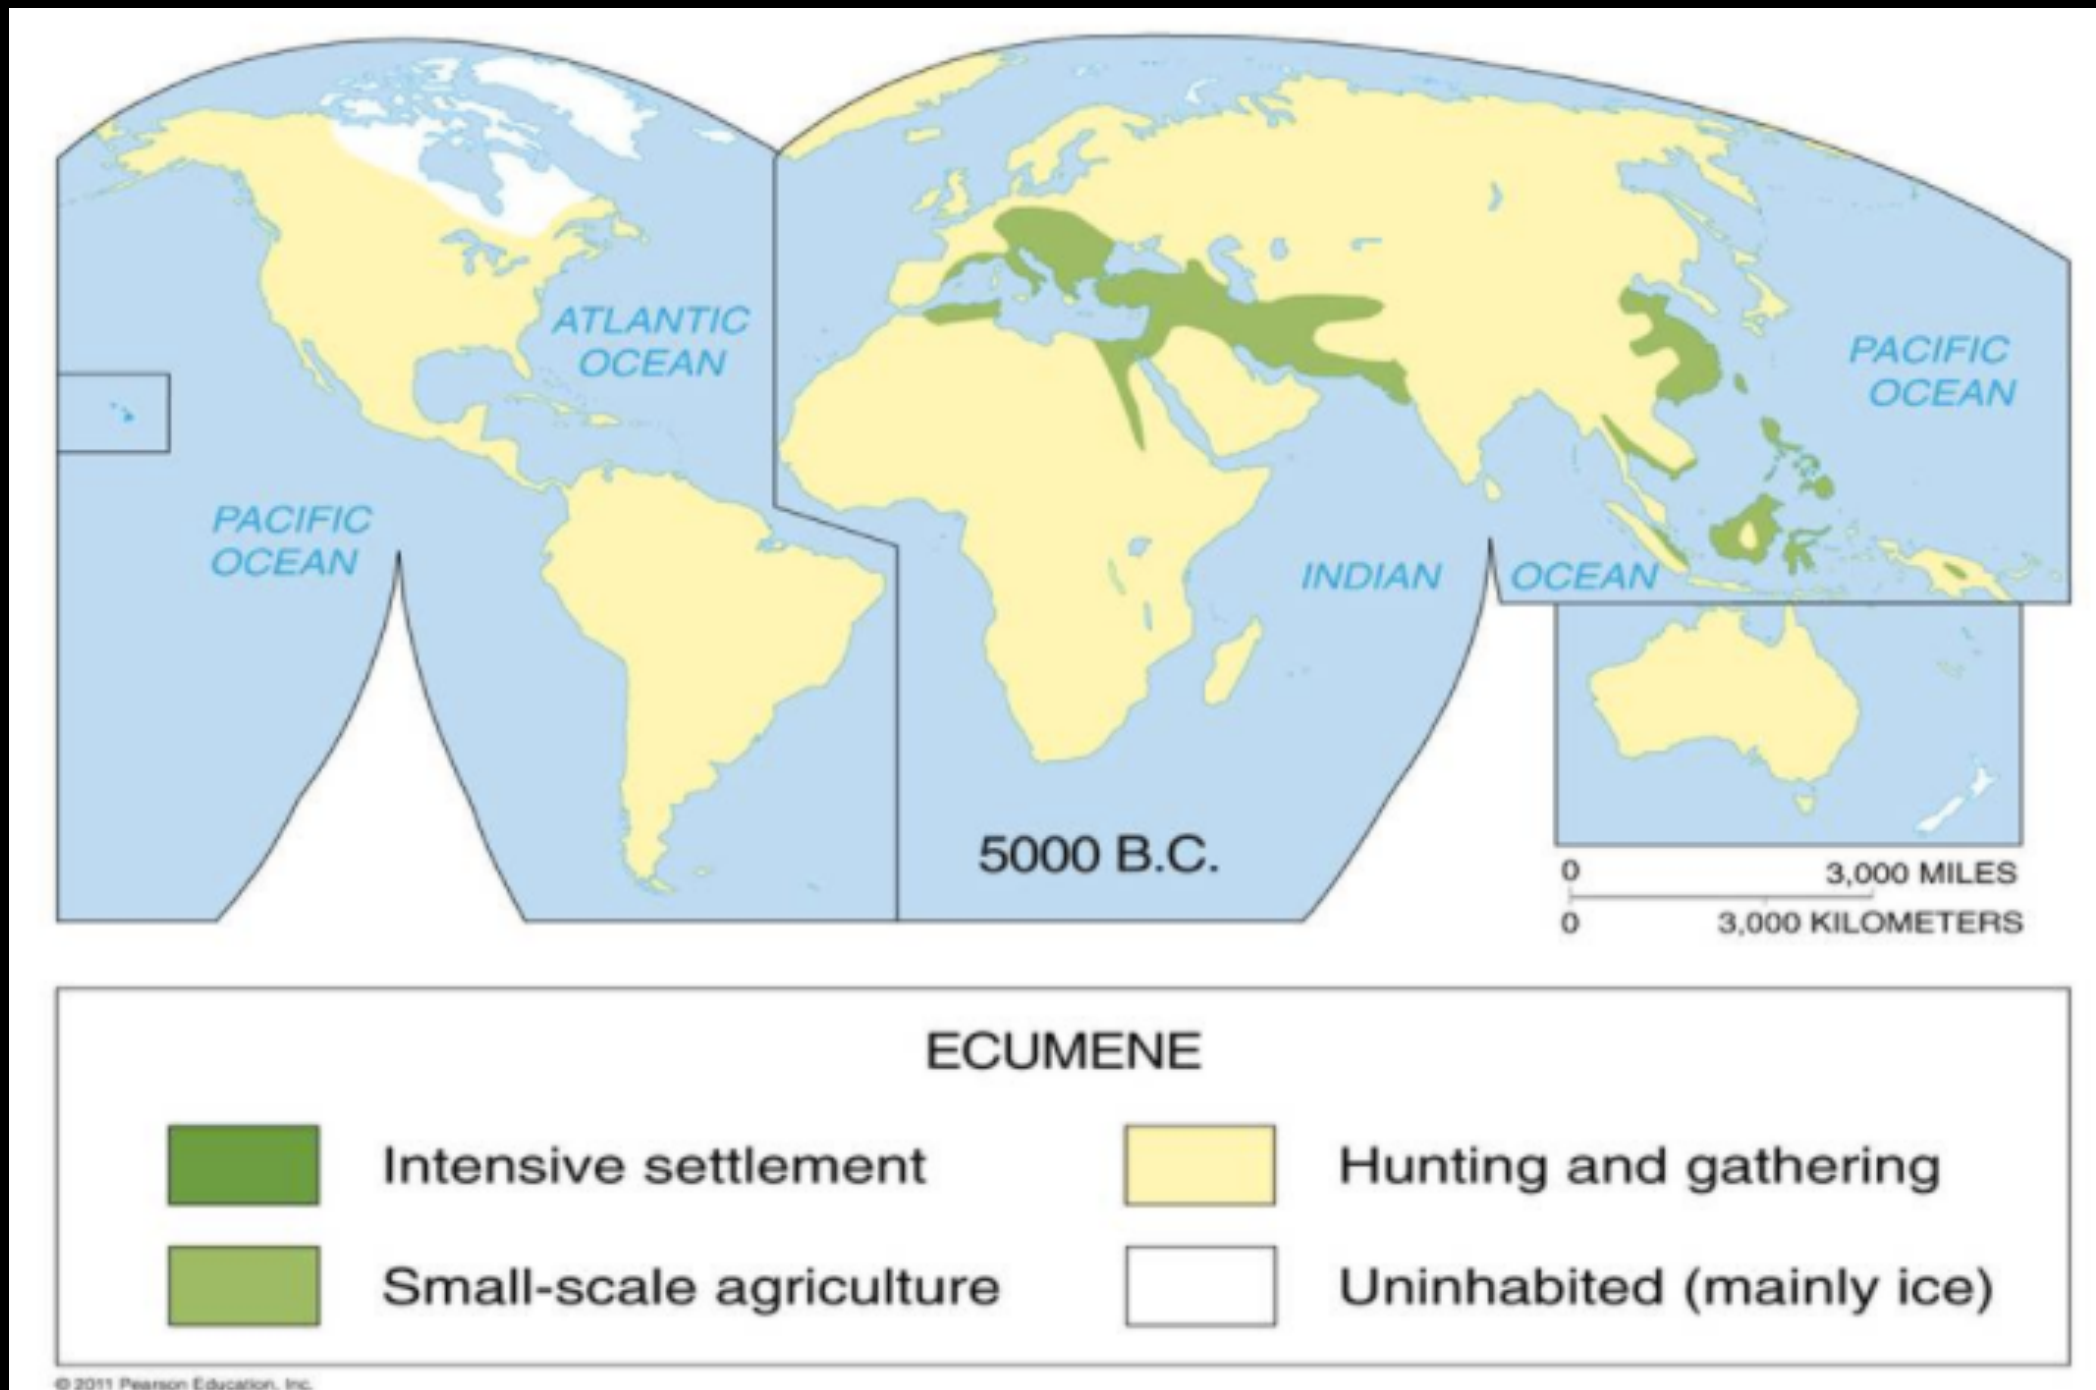 ATLANTIC
OCEAN
PACIFIC
OCEAN
PACIFIC
OCEAN
INDIAN OCEAN
5000 B.C.
0 3,000 MILES
0 3,000 KILOMETERS
ECUMENE
Intensive settlement
Hunting and gathering
Small-scale agriculture
Uninhabited (mainly ice)
© 2011 Pearson Education, Inc.